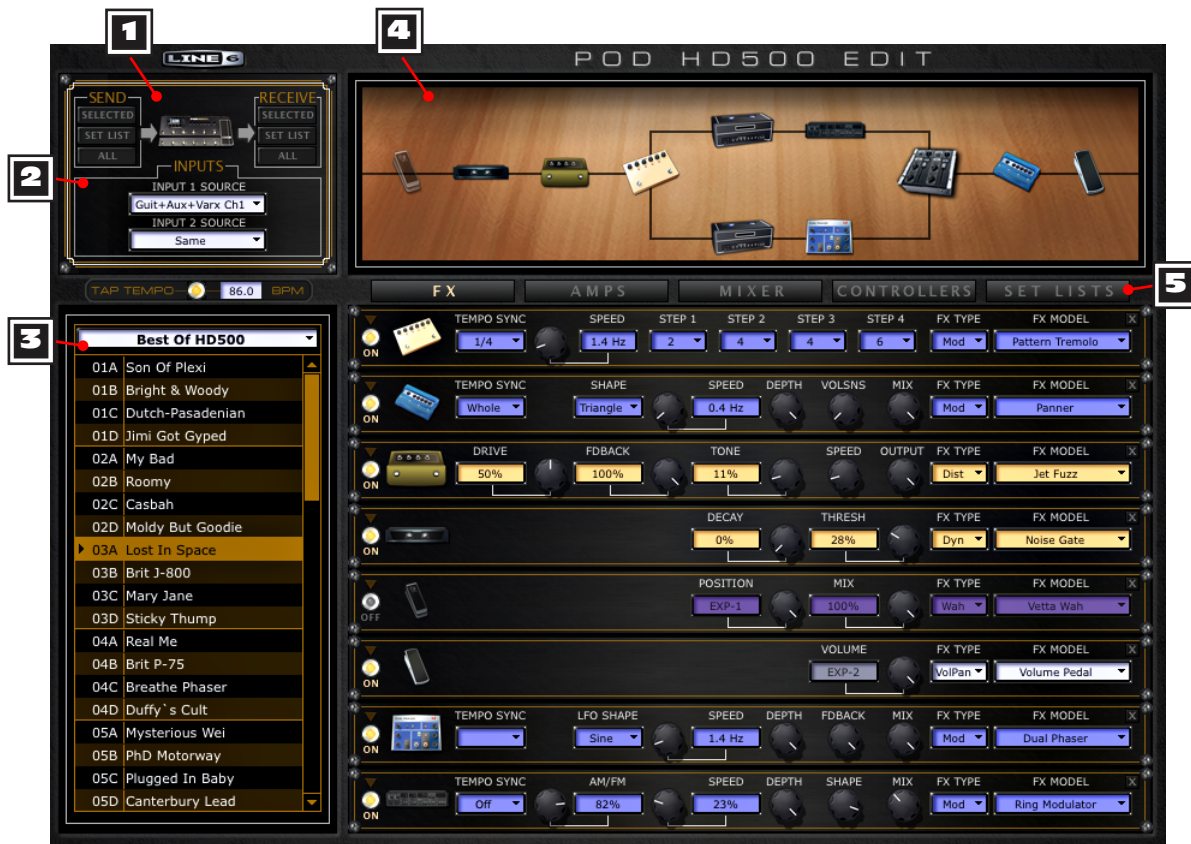 1
4
LINE 6
POD HD500 EDIT
SEND
RECEIVE
SELECTED
SELECTED
SET LIST
SET LIST
ALL
ALL
2
INPUTS
INPUT 1 SOURCE
Guit+Aux+Varx Ch1
INPUT 2 SOURCE
Same
TAP TEMPO
86.0
BPM
FX
AMPS
MIXER
CONTROLLERS
SET LISTS
5
3
Best Of HD500
01A Son Of Plexi
01B Bright & Woody
01C Dutch-Pasadenian
01D Jimi Got Gyped
02A My Bad
02B Roomy
02C Casbah
02D Moldy But Goodie
03A Lost In Space
03B Brit J-800
03C Mary Jane
03D Sticky Thump
04A Real Me
04B Brit P-75
04C Breathe Phaser
04D Duffy`s Cult
05A Mysterious Wei
05B PhD Motorway
05C Plugged In Baby
05D Canterbury Lead
TEMPO SYNC SPEED STEP 1 STEP 2 STEP 3 STEP 4 FX TYPE FX MODEL X
ON 1/4 1.4 Hz 2 4 4 6 Mod Pattern Tremolo
TEMPO SYNC SHAPE SPEED DEPTH VOLSNS MIX FX TYPE FX MODEL X
ON Whole Triangle 0.4 Hz Mod Panner
DRIVE FDBACK TONE SPEED OUTPUT FX TYPE FX MODEL X
ON 50% 100% 11% Dist Jet Fuzz
DECAY THRESH FX TYPE FX MODEL X
ON 0% 28% Dyn Noise Gate
POSITION MIX FX TYPE FX MODEL X
OFF EXP-1 100% Wah Vetta Wah
VOLUME FX TYPE FX MODEL X
ON EXP-2 VolPan Volume Pedal
TEMPO SYNC LFO SHAPE SPEED DEPTH FDBACK MIX FX TYPE FX MODEL X
ON Sine 1.4 Hz Mod Dual Phaser
TEMPO SYNC AM/FM SPEED DEPTH SHAPE MIX FX TYPE FX MODEL X
ON Off 82% 23% Mod Ring Modulator